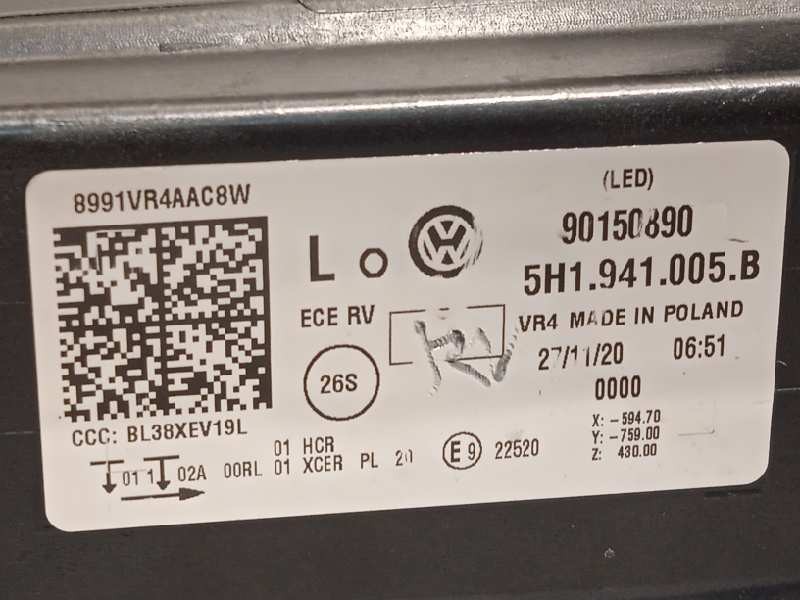 8991VR4AAC8W
(LED)
L o
90150890
5H1.941.005.B
ECE RV
VR4 MADE IN POLAND
26S
27/11/20 06:51
0000
CCC: BL38XEV19L
X: -594.70
Y: -759.00
Z: 430.00
01 HCR
01 1 02A 00RL 01 XCER PL 20
E9 22520